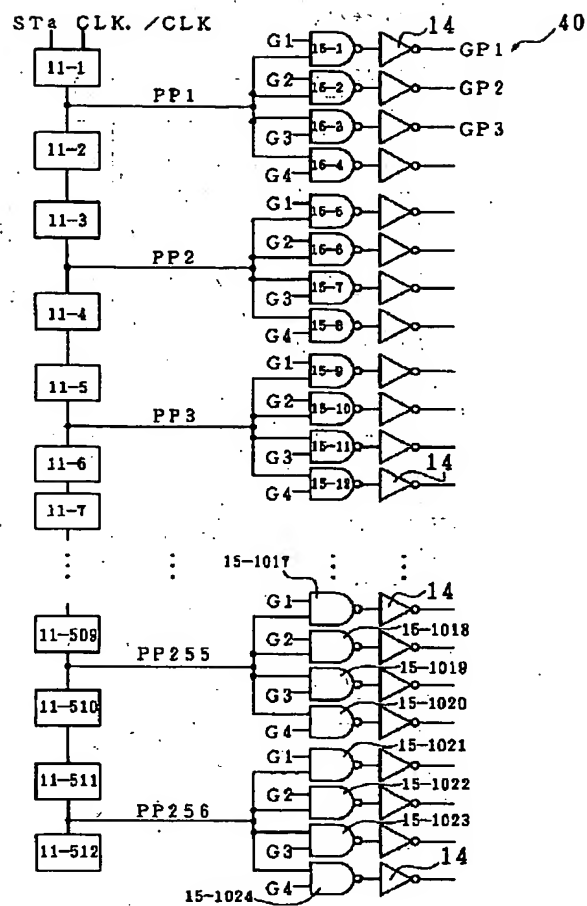 STa CLK. /CLK
14
40
11-1
G1
15-1
GP1
G2
15-2
GP2
PP1
15-3
GP3
G3
11-2
15-4
G4
11-3
G1
15-5
G2
15-6
PP2
15-7
G3
11-4
15-8
G4
G1
15-9
11-5
G2
15-10
PP3
15-11
G3
11-6
15-12
14
G4
11-7
15-1017
G1
14
11-509
G2
15-1018
PP255
15-1019
G3
11-510
15-1020
G4
G1
15-1021
11-511
G2
15-1022
PP256
15-1023
G3
11-512
14
G4
15-1024